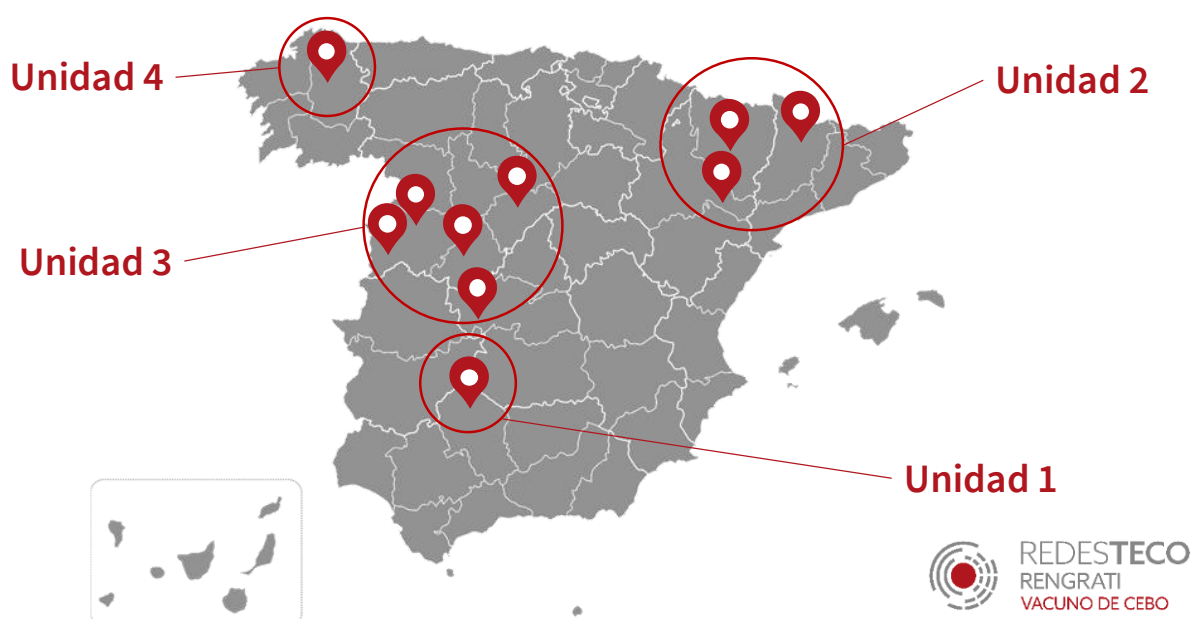 Unidad 4
Unidad 2
Unidad 3
Unidad 1
REDESTECO
RENGRATI
VACUNO DE CEBO